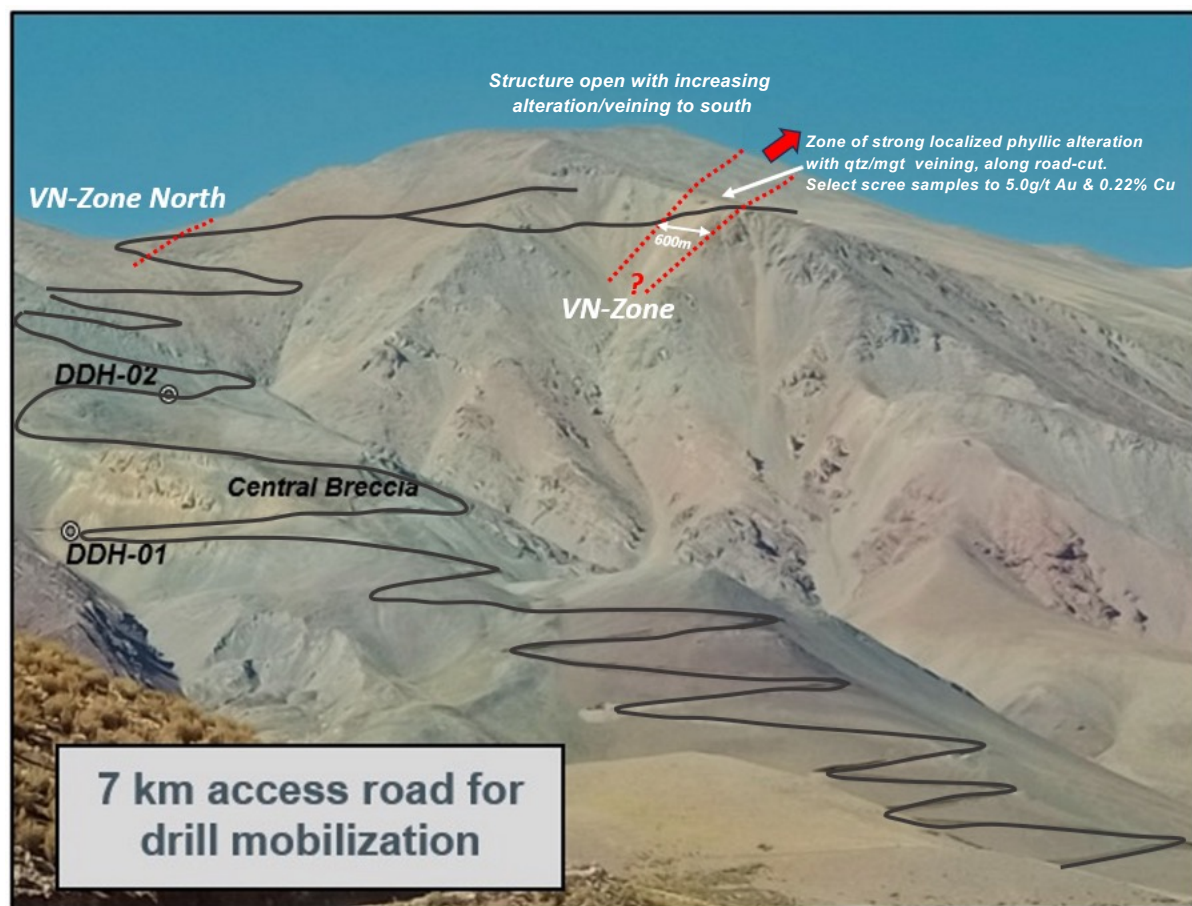 Structure open with increasing
alteration/veining to south
Zone of strong localized phyllic alteration
with qtz/mgt veining, along road-cut.
Select scree samples to 5.0g/t Au & 0.22% Cu
VN-Zone North
600m
?
VN-Zone
DDH-02
Central Breccia
DDH-01
7 km access road for
drill mobilization